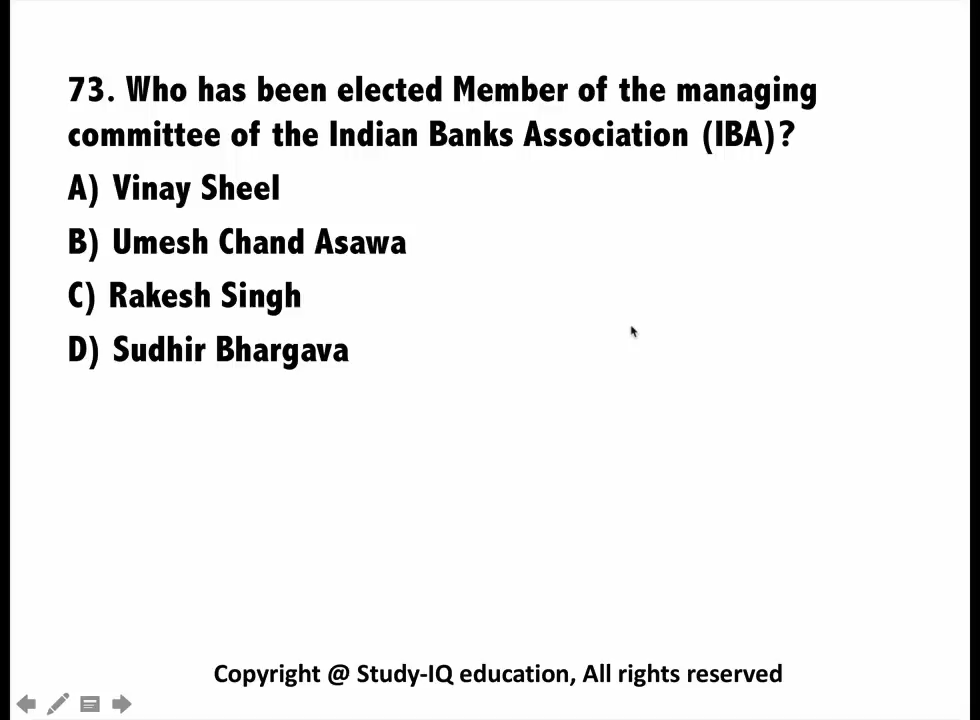 73. Who has been elected Member of the managing
committee of the Indian Banks Association (IBA)?
A) Vinay Sheel
B) Umesh Chand Asawa
C) Rakesh Singh
D) Sudhir Bhargava
Copyright @ Study-IQ education, All rights reserved